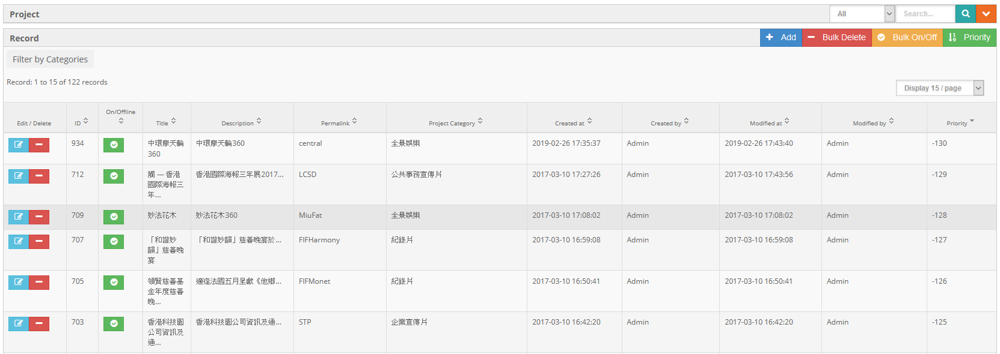 Project
All
Search...
Record
Add
Bulk Delete
Bulk On/Off
Priority
Filter by Categories
Record: 1 to 15 of 122 records
Display 15 / page
Edit / Delete
ID
On/Offline
Title
Description
Permalink
Project Category
Created at
Created by
Modified at
Modified by
Priority
934
中環摩天輪
360
中環摩天輪360
central
全景娛樂
2019-02-26 17:35:37
Admin
2019-02-26 17:43:40
Admin
-130
712
觸 — 香港
國際海報三
年...
香港國際海報三年展2017...
LCSD
公共事務宣傳片
2017-03-10 17:27:26
Admin
2017-03-10 17:43:56
Admin
-129
709
妙法花木
妙法花木360
MiuFat
全景娛樂
2017-03-10 17:08:02
Admin
2017-03-10 17:08:02
Admin
-128
707
「和諧妙
韻」慈善晚
宴
「和諧妙韻」慈善晚宴於...
FIFHarmony
紀錄片
2017-03-10 16:59:08
Admin
2017-03-10 16:59:08
Admin
-127
705
領賢慈善基
金年度慈善
晚...
適逢法國五月呈獻《他鄉...
FIFMonet
紀錄片
2017-03-10 16:50:41
Admin
2017-03-10 16:50:41
Admin
-126
703
香港科技園
公司資訊及
通...
香港科技園公司資訊及通...
STP
企業宣傳片
2017-03-10 16:42:20
Admin
2017-03-10 16:42:20
Admin
-125